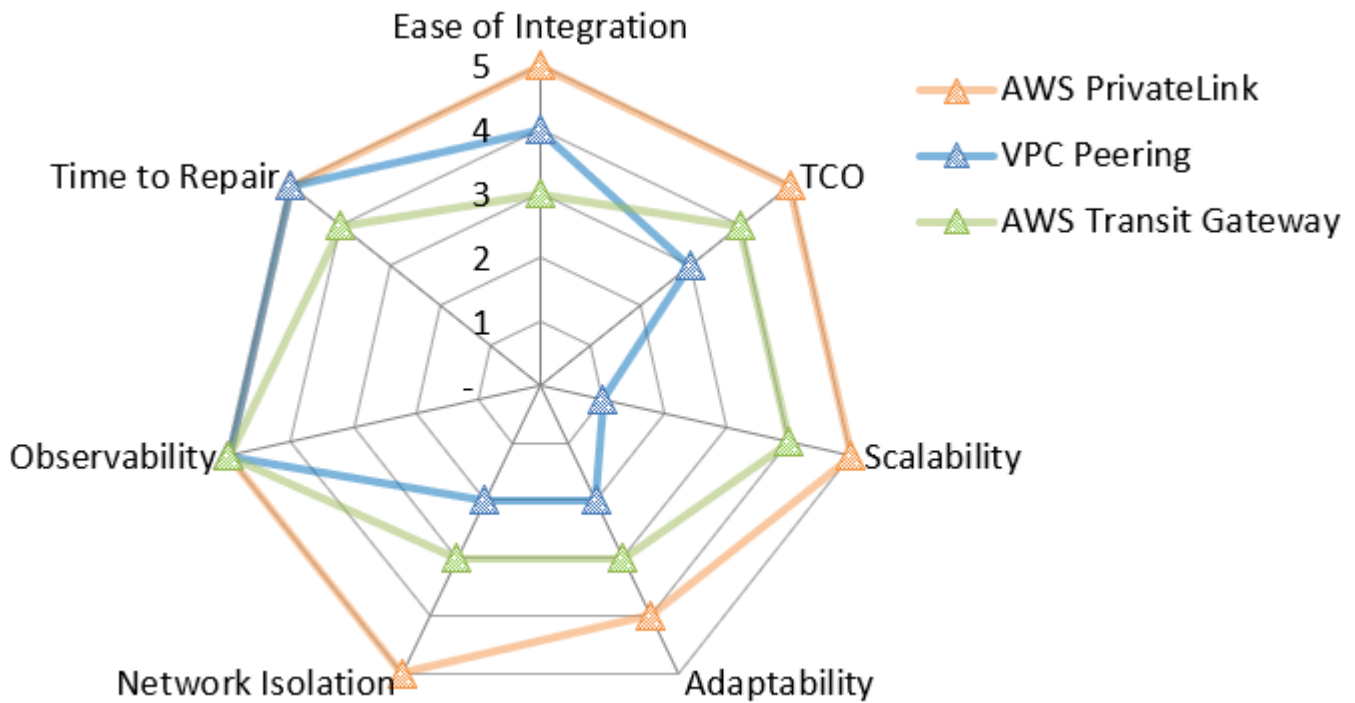 Ease of Integration
5
AWS PrivateLink
4
VPC Peering
Time to Repair
TCO
3
AWS Transit Gateway
2
1
-
Observability
Scalability
Network Isolation
Adaptability